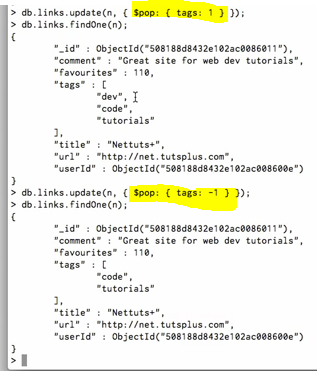 > db.links.update(n, { $pop: { tags: 1 } });
> db.links.findOne(n);
{
"_id" : ObjectId("508188d8432e102ac0086011"),
"comment" : "Great site for web dev tutorials",
"favourites" : 110,
"tags" : [
"dev",
"code",
"tutorials"
],
"title" : "Nettuts+",
"url" : "http://net.tutsplus.com",
"userId" : ObjectId("508188d8432e102ac008600e")
}
> db.links.update(n, { $pop: { tags: -1 } });
> db.links.findOne(n);
{
"_id" : ObjectId("508188d8432e102ac0086011"),
"comment" : "Great site for web dev tutorials",
"favourites" : 110,
"tags" : [
"code",
"tutorials"
],
"title" : "Nettuts+",
"url" : "http://net.tutsplus.com",
"userId" : ObjectId("508188d8432e102ac008600e")
}
>